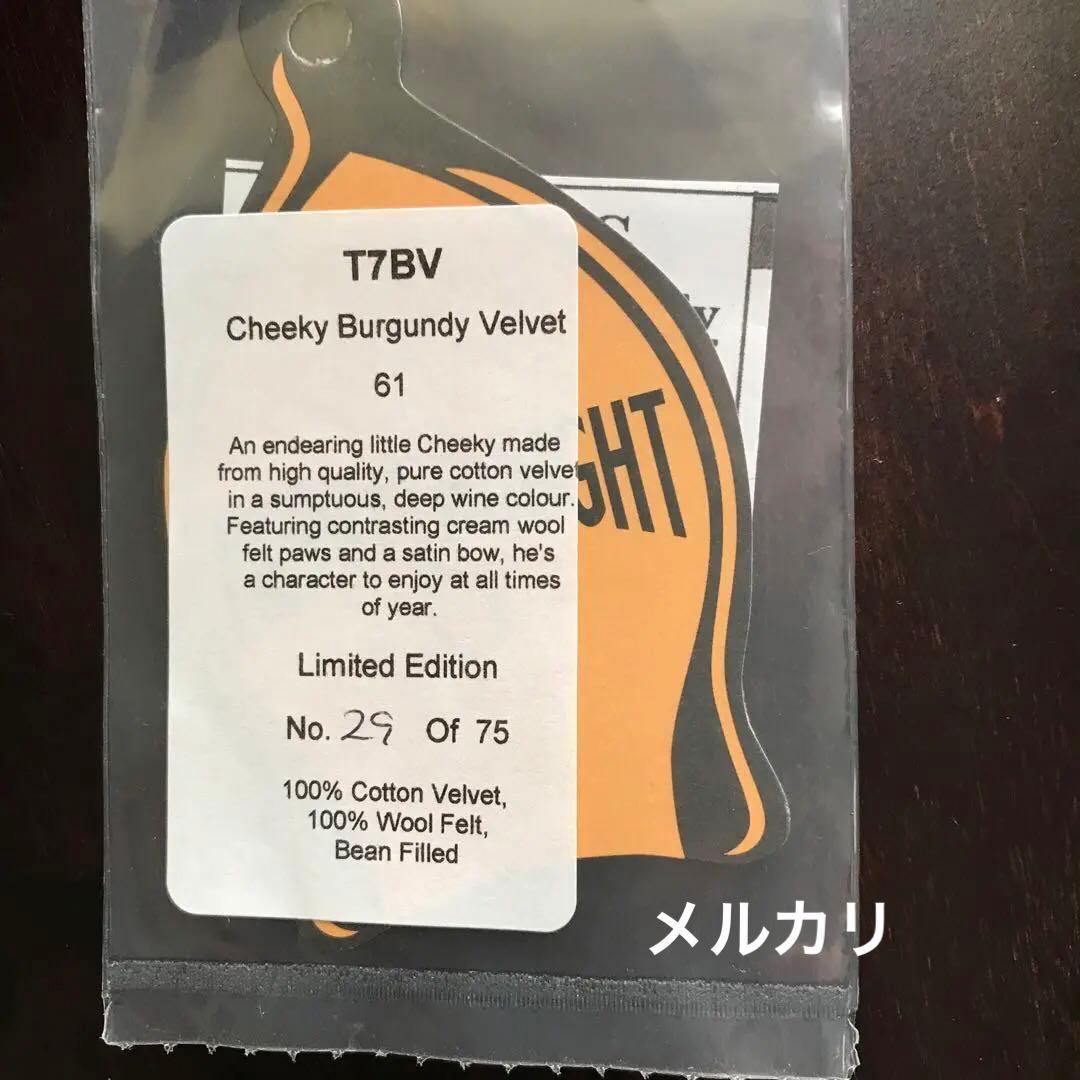 T7BV
Cheeky Burgundy Velvet
61
An endearing little Cheeky made
from high quality, pure cotton velvet
in a sumptuous, deep wine colour.
Featuring contrasting cream wool
felt paws and a satin bow, he's
a character to enjoy at all times
of year.
Limited Edition
No. 29 Of 75
100% Cotton Velvet,
100% Wool Felt,
Bean Filled
GHT
メルカリ